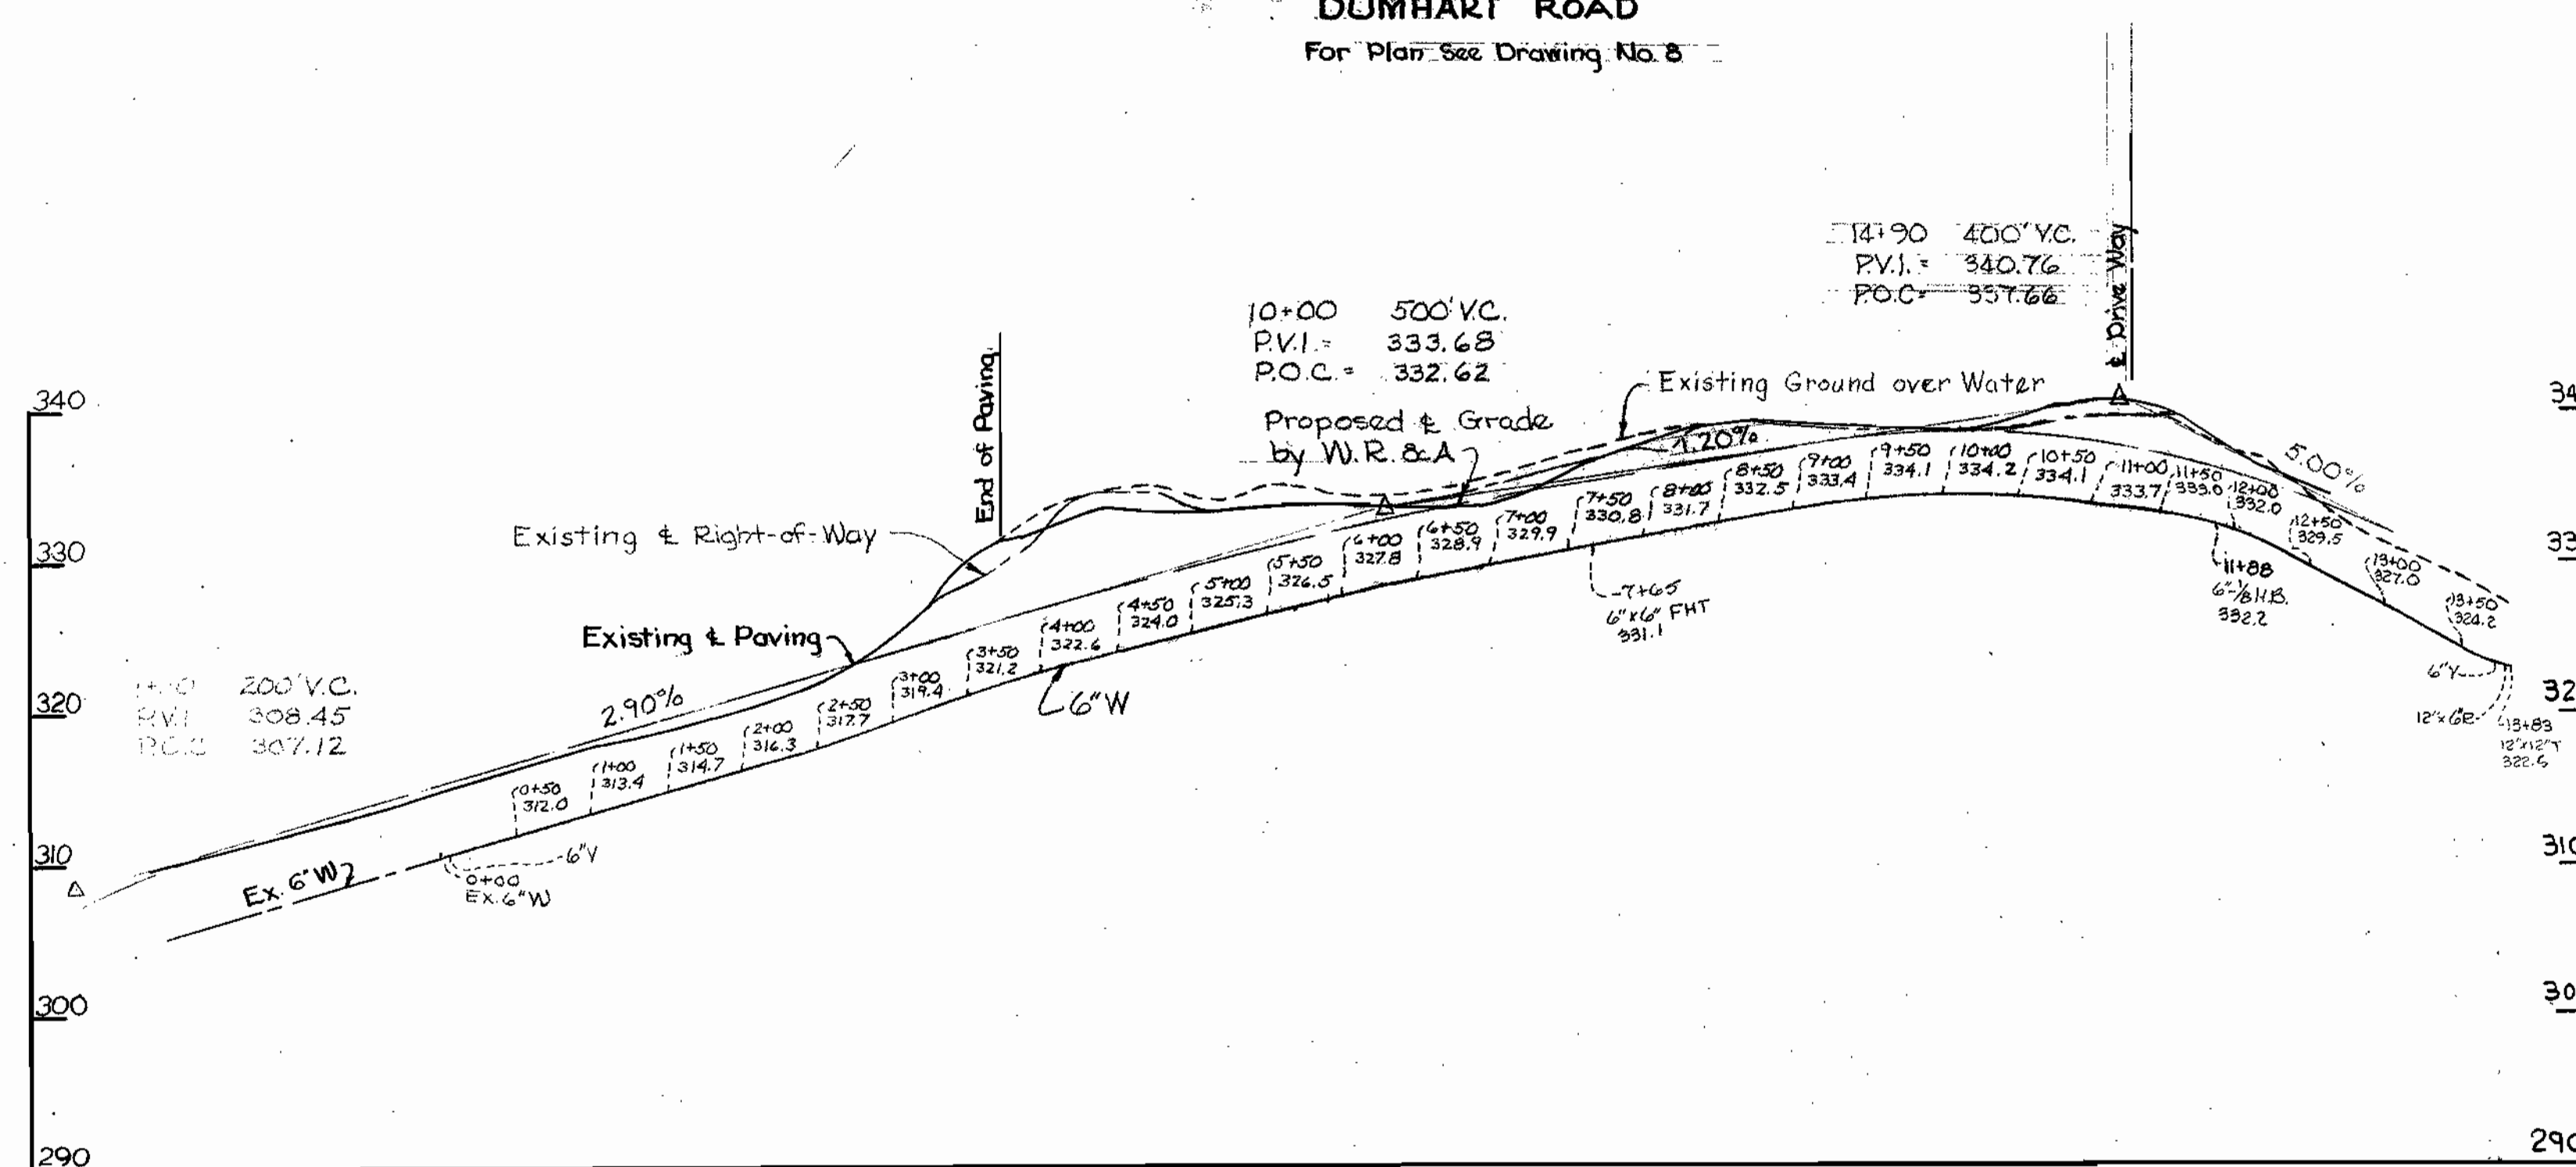 DUMHART ROAD
For Plan See Drawing No. 8
14+90 400' V.C.
P.V.I. = 340.76
P.O.C= 337.66
℄ Drive Way
10+00 500' V.C.
P.V.I. = 333.68
P.O.C. = 332.62
End of Paving
Existing Ground over Water
Proposed ℄ Grade
by W.R. & A
1.20%
5.00%
Existing ℄ Right-of-Way
Existing ℄ Paving
200' V.C.
P.V.I 308.45
P.O.C 307.12
2.90%
340
330
320
310
300
290
Ex. 6" W
0+00
Ex. 6" W
6" V
0+50
312.0
1+00
313.4
1+50
314.7
2+00
316.3
2+50
317.7
3+00
319.4
3+50
321.2
4+00
322.6
4+50
324.0
5+00
325.3
5+50
326.5
6+00
327.8
6+50
328.9
7+00
329.9
7+50
330.8
8+00
331.7
8+50
332.5
9+00
333.4
9+50
334.1
10+00
334.2
10+50
334.1
11+00
333.7
11+50
333.0
12+00
332.0
12+50
329.5
13+00
327.0
13+50
324.2
6" W
7+65
6"x6" FHT
331.1
11+88
6"-1/8 H.B.
332.2
6" V
12"x6"R
13+83
12"x12"T
322.6
34
33
32
310
30
290